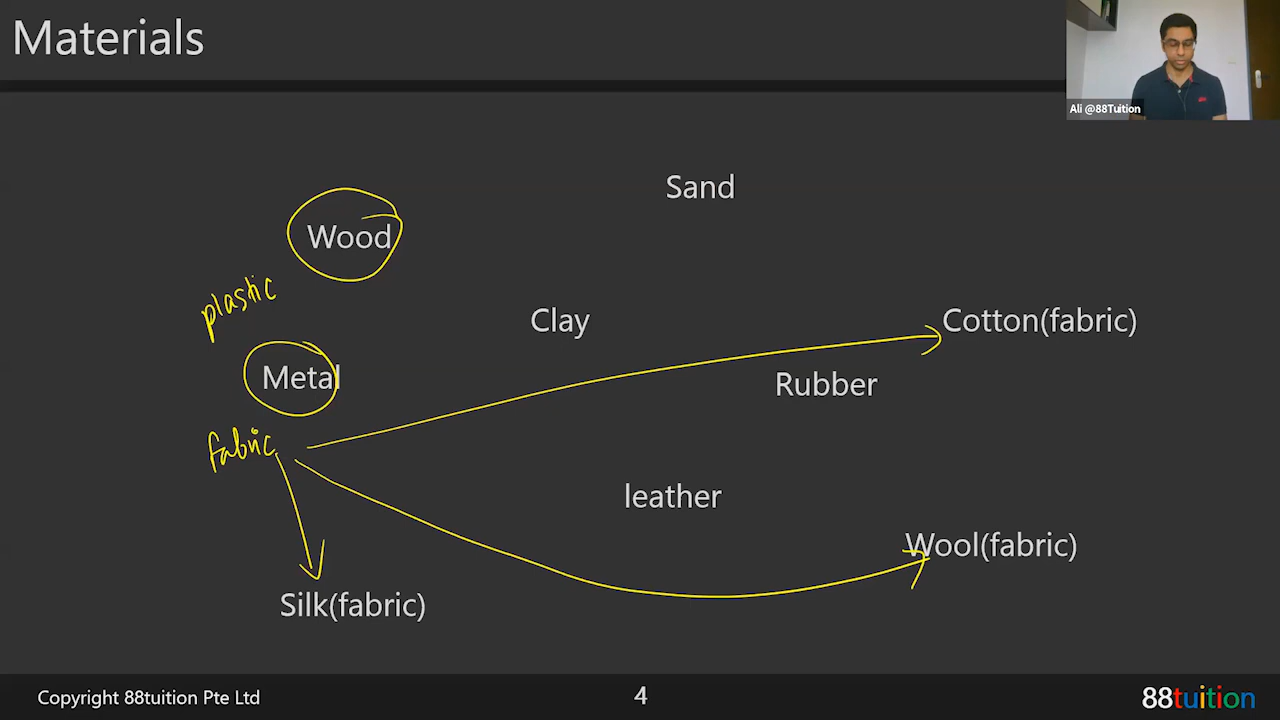 Materials
Ali @88Tuition
Sand
Wood
plastic
Clay
Cotton(fabric)
Metal
Rubber
fabric
leather
Wool(fabric)
Silk(fabric)
Copyright 88tuition Pte Ltd
4
88tuition